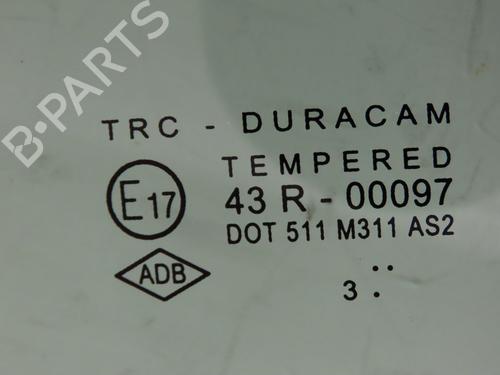 B-PARTS
TRC - DURACAM
TEMPERED
E17
43 R - 00097
DOT 511 M311 AS2
ADB
3 ..
: